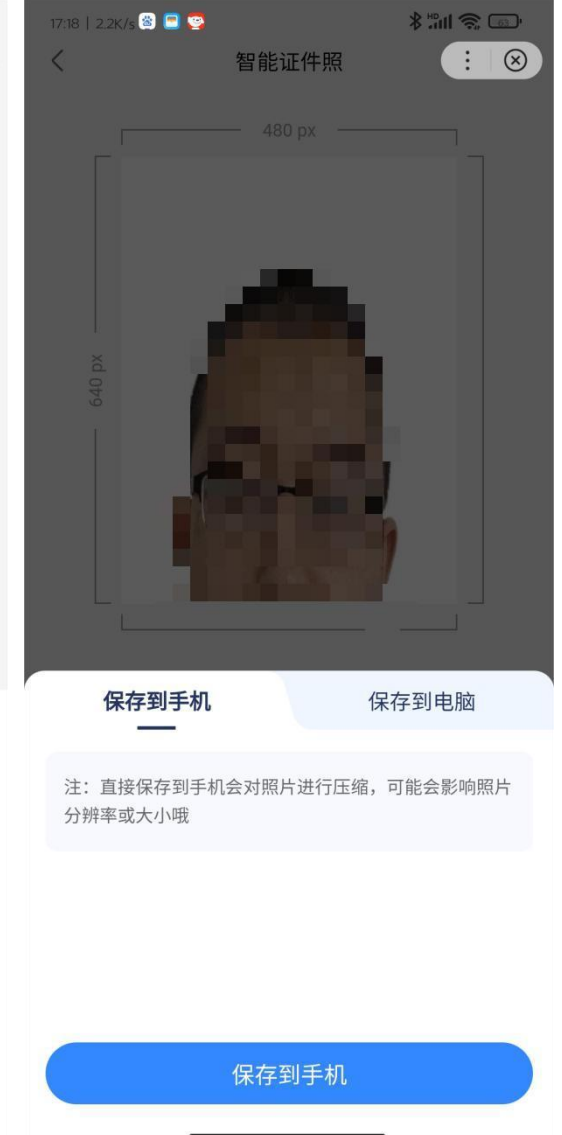 17:18 | 2.2K/s HD 63
智能证件照
480 px
640 px
保存到手机
保存到电脑
注：直接保存到手机会对照片进行压缩，可能会影响照片
分辨率或大小哦
保存到手机